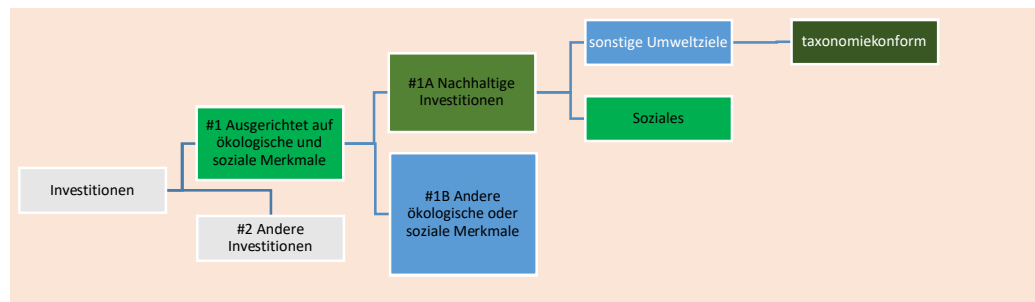 sonstige Umweltziele
taxonomiekonform
#1A Nachhaltige
Investitionen
Soziales
#1 Ausgerichtet auf
ökologische und
soziale Merkmale
Investitionen
#1B Andere
ökologische oder
soziale Merkmale
#2 Andere
Investitionen